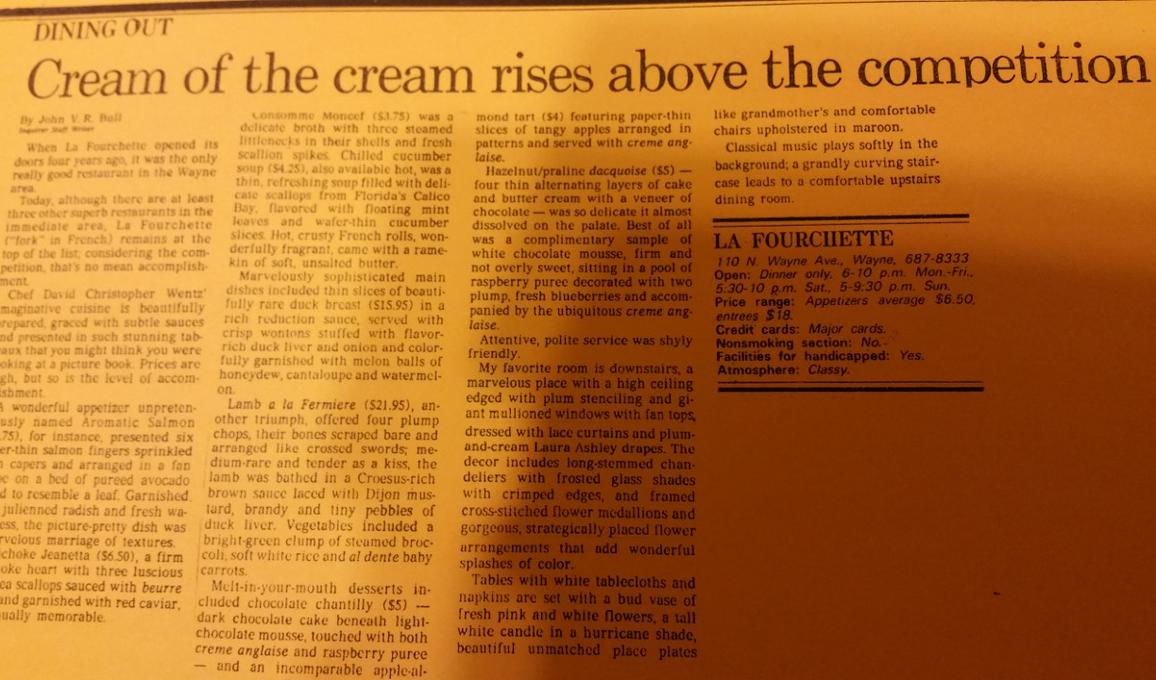 DINING OUT
Cream of the cream rises above the competition
By John V. R. Bull
Inquirer Staff Writer
When La Fourchette opened its
doors four years ago, it was the only
really good restaurant in the Wayne
area.
Today, although there are at least
three other superb restaurants in the
immediate area, La Fourchette
("fork" in French) remains at the
top of the list; considering the com-
petition, that's no mean accomplish-
ment.
Chef David Christopher Wentz'
maginative cuisine is beautifully
repared, graced with subtle sauces
nd presented in such stunning tab-
aux that you might think you were
oking at a picture book. Prices are
gh, but so is the level of accom-
ishment.
A wonderful appetizer unpreten-
usly named Aromatic Salmon
.75), for instance, presented six
er-thin salmon fingers sprinkled
capers and arranged in a fan
e on a bed of pureed avocado
d to resemble a leaf. Garnished
julienned radish and fresh wa-
ess, the picture-pretty dish was
rvelous marriage of textures.
ichoke Jeanetta ($6.50), a firm
oke heart with three luscious
ea scallops sauced with beurre
and garnished with red caviar,
ually memorable.
Consomme Moncef ($3.75) was a
delicate broth with three steamed
littlenecks in their shells and fresh
scallion spikes. Chilled cucumber
soup ($4.25), also available hot, was a
thin, refreshing soup filled with deli-
cate scallops from Florida's Calico
Bay, flavored with floating mint
leaves and wafer-thin cucumber
slices. Hot, crusty French rolls, won-
derfully fragrant, came with a rame-
kin of soft, unsalted butter.
Marvelously sophisticated main
dishes included thin slices of beauti-
fully rare duck breast ($15.95) in a
rich reduction sauce, served with
crisp wontons stuffed with flavor-
rich duck liver and onion and color-
fully garnished with melon balls of
honeydew, cantaloupe and watermel-
on.
Lamb a la Fermiere ($21.95), an-
other triumph, offered four plump
chops, their bones scraped bare and
arranged like crossed swords; me-
dium-rare and tender as a kiss, the
lamb was bathed in a Croesus-rich
brown sauce laced with Dijon mus-
tard, brandy and tiny pebbles of
duck liver. Vegetables included a
bright-green clump of steamed broc-
coli, soft white rice and al dente baby
carrots.
Melt-in-your-mouth desserts in-
cluded chocolate chantilly ($5) —
dark chocolate cake beneath light-
chocolate mousse, touched with both
creme anglaise and raspberry puree
— and an incomparable apple-al-
mond tart ($4) featuring paper-thin
slices of tangy apples arranged in
patterns and served with creme ang-
laise.
Hazelnut/praline dacquoise ($5) —
four thin alternating layers of cake
and butter cream with a veneer of
chocolate — was so delicate it almost
dissolved on the palate. Best of all
was a complimentary sample of
white chocolate mouse, firm and
not overly sweet, sitting in a pool of
raspberry puree decorated with two
plump, fresh blueberries and accom-
panied by the ubiquitous creme ang-
laise.
Attentive, polite service was shyly
friendly.
My favorite room is downstairs, a
marvelous place with a high ceiling
edged with plum stenciling and gi-
ant mullioned windows with fan tops,
dressed with lace curtains and plum-
and-cream Laura Ashley drapes. The
decor includes long-stemmed chan-
deliers with frosted glass shades
with crimped edges, and framed
cross-stitched flower medallions and
gorgeous, strategically placed flower
arrangements that add wonderful
splashes of color.
Tables with white tablecloths and
napkins are set with a bud vase of
fresh pink and white flowers, a tall
white candle in a hurricane shade,
beautiful unmatched place plates
like grandmother's and comfortable
chairs upholstered in maroon.
Classical music plays softly in the
background; a grandly curving stair-
case leads to a comfortable upstairs
dining room.
LA FOURCHETTE
110 N. Wayne Ave., Wayne, 687-8333
Open: Dinner only, 6-10 p.m. Mon.-Fri.,
5:30-10 p.m. Sat., 5-9:30 p.m. Sun.
Price range: Appetizers average $6.50,
entrees $18.
Credit cards: Major cards.
Nonsmoking section: No.
Facilities for handicapped: Yes.
Atmosphere: Classy.